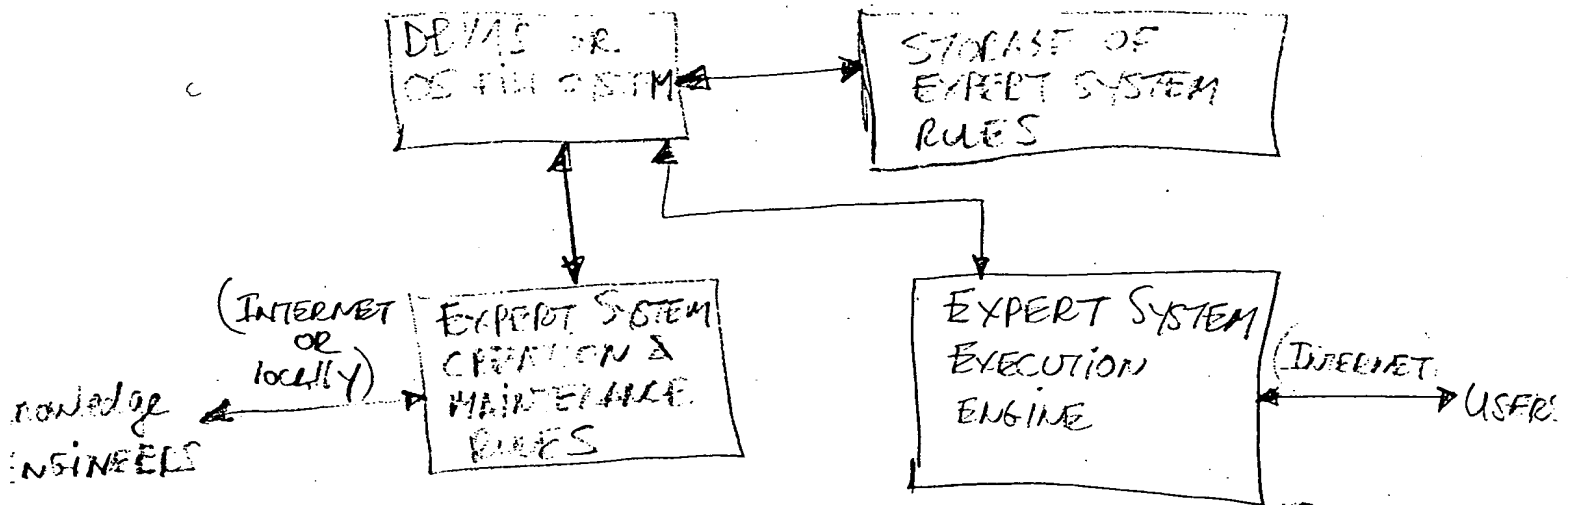 DBMS OR
OS FILE SYSTEM
STORAGE OF
EXPERT SYSTEM
RULES
(INTERNET
OR
locally)
EXPERT SYSTEM
CREATION &
MAINTENANCE
RULES
EXPERT SYSTEM
EXECUTION
ENGINE
(INTERNET
USERS
nowledge
NGINEERS